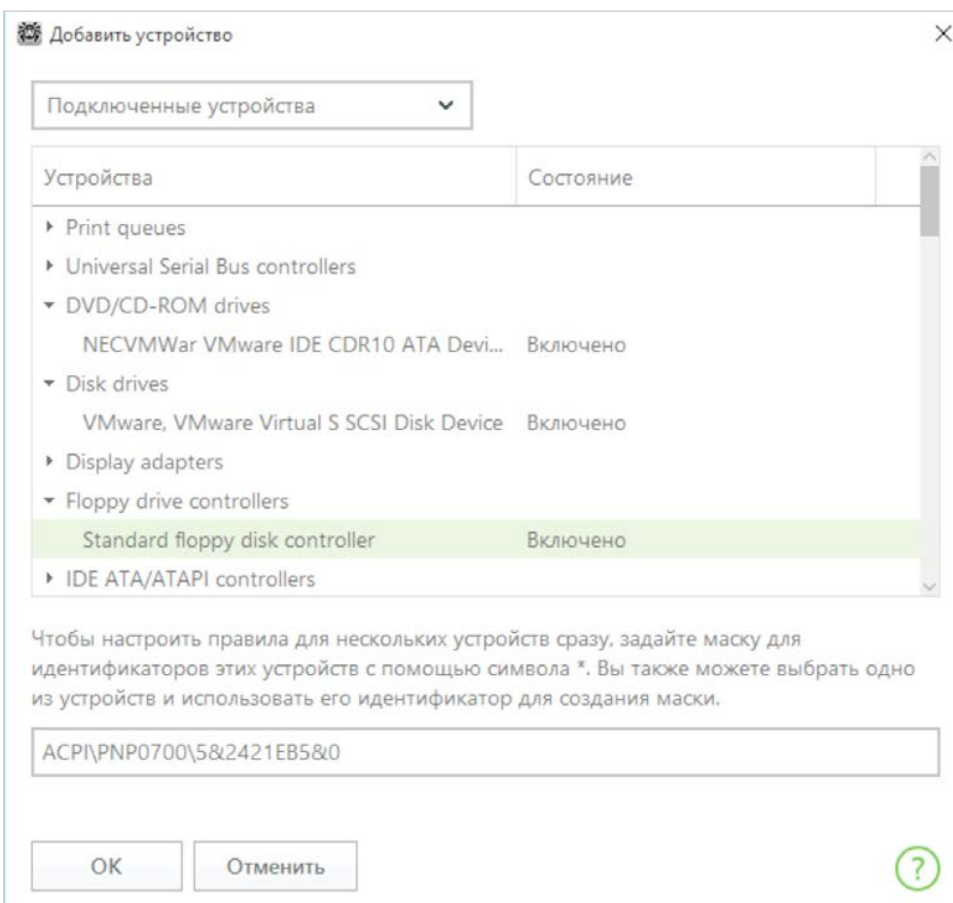 Добавить устройство
Подключенные устройства
Устройства Состояние
Print queues
Universal Serial Bus controllers
DVD/CD-ROM drives
NECVMWar VMware IDE CDR10 ATA Devi... Включено
Disk drives
VMware, VMware Virtual S SCSI Disk Device Включено
Display adapters
Floppy drive controllers
Standard floppy disk controller Включено
IDE ATA/ATAPI controllers
Чтобы настроить правила для нескольких устройств сразу, задайте маску для
идентификаторов этих устройств с помощью символа *. Вы также можете выбрать одно
из устройств и использовать его идентификатор для создания маски.
ACPI\PNP0700\5&2421EB5&0
ОК Отменить ?